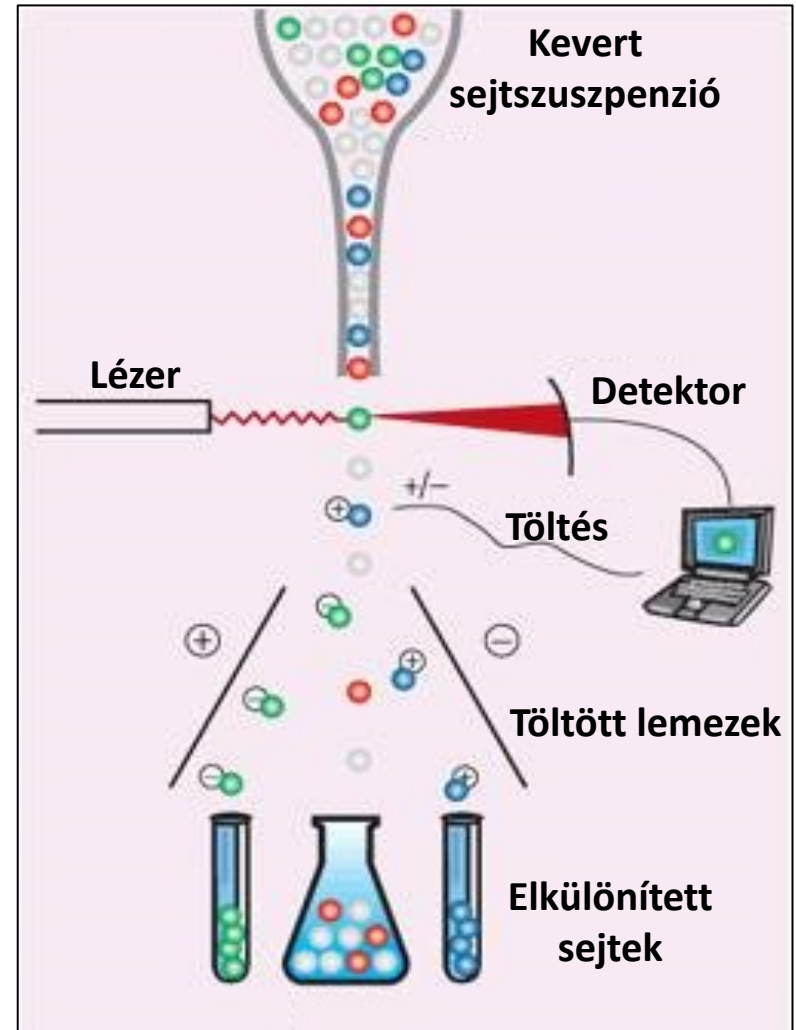 Kevert
sejtszuszpenzió
Lézer
Detektor
+/−
+
Töltés
−
+
−
+
−
Töltött lemezek
−
+
Elkülönített
sejtek